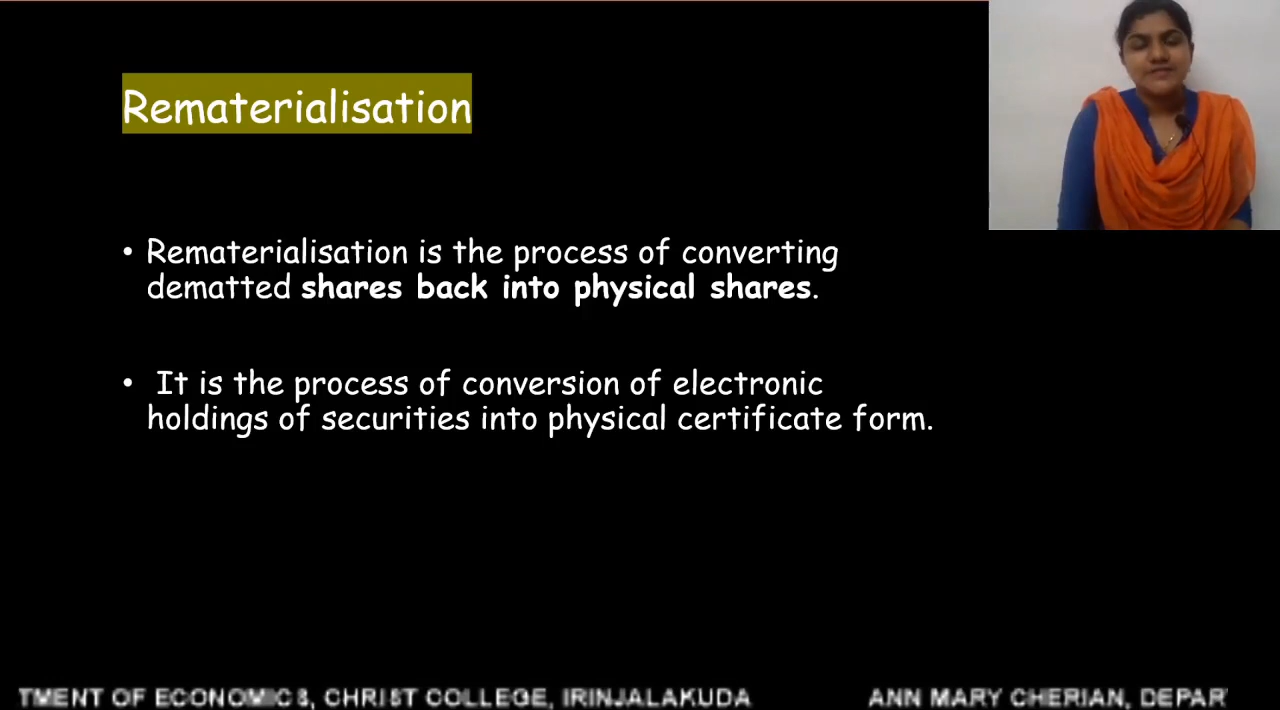 Rematerialisation
• Rematerialisation is the process of converting
dematted shares back into physical shares.
• It is the process of conversion of electronic
holdings of securities into physical certificate form.
TMENT OF ECONOMICS, CHRIST COLLEGE, IRINJALAKUDA ANN MARY CHERIAN, DEPAR